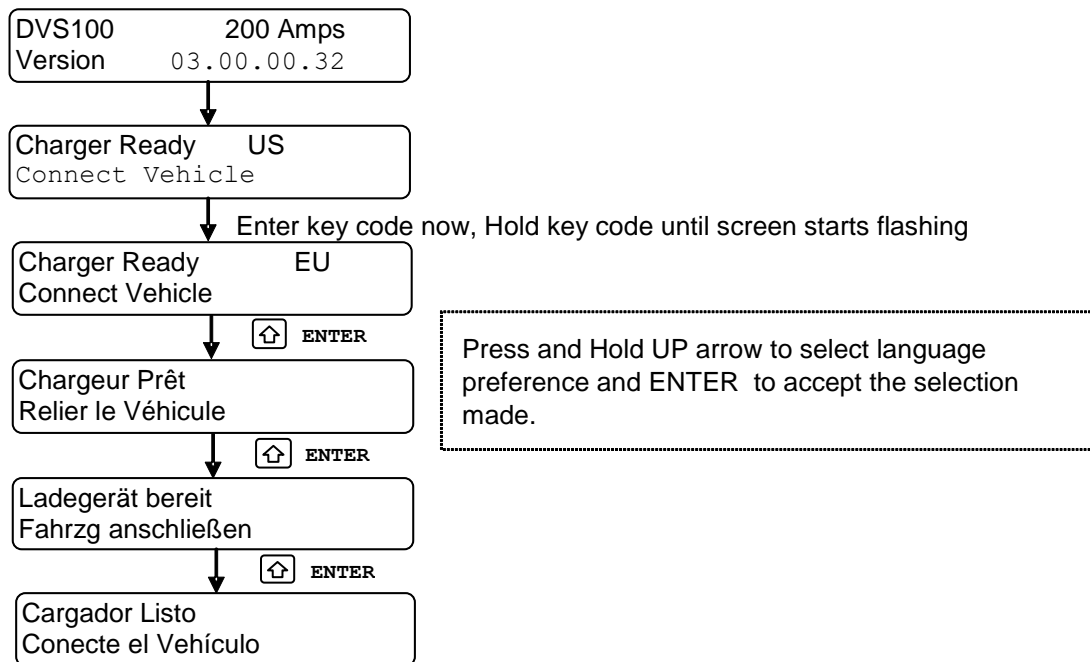 DVS100 200 Amps
Version 03.00.00.32
Charger Ready US
Connect Vehicle
Enter key code now, Hold key code until screen starts flashing
Charger Ready EU
Connect Vehicle
ENTER
Press and Hold UP arrow to select language
preference and ENTER to accept the selection
made.
Chargeur Prêt
Relier le Véhicule
ENTER
Ladegerät bereit
Fahrzg anschließen
ENTER
Cargador Listo
Conecte el Vehículo